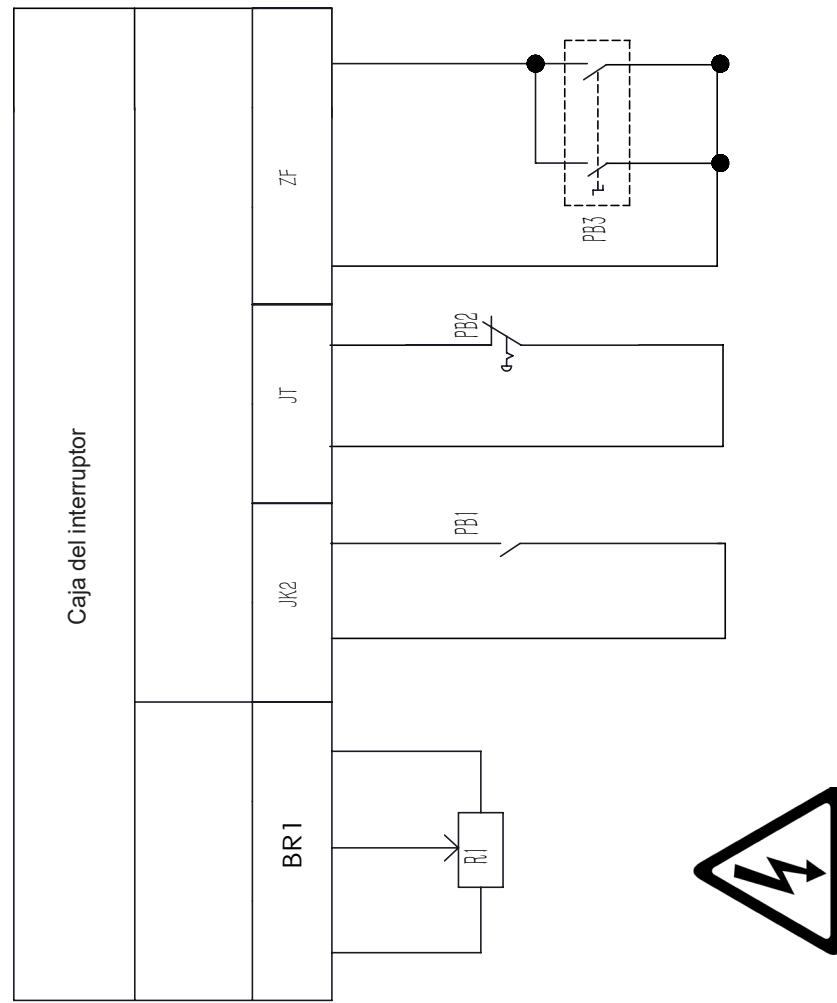 Caja del interruptor
BR1
JK2
JT
ZF
R1
PB1
PB2
PB3